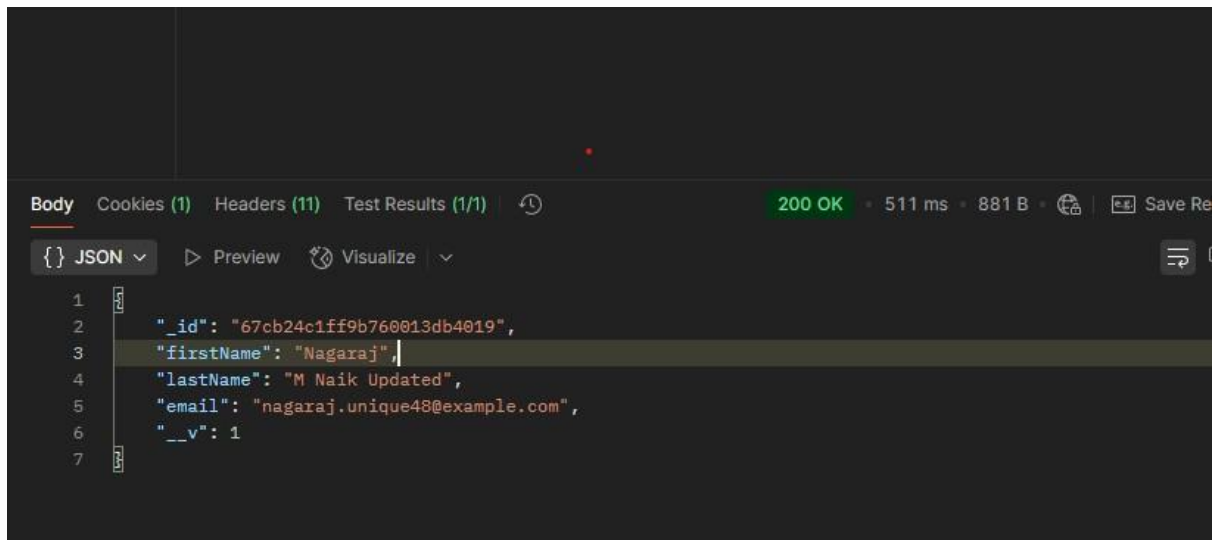 Body Cookies (1) Headers (11) Test Results (1/1) 200 OK 511 ms 881 B e.g. Save Re
{} JSON Preview Visualize
1 {
2 "_id": "67cb24c1ff9b760013db4019",
3 "firstName": "Nagaraj",
4 "lastName": "M Naik Updated",
5 "email": "nagaraj.unique48@example.com",
6 "__v": 1
7 }